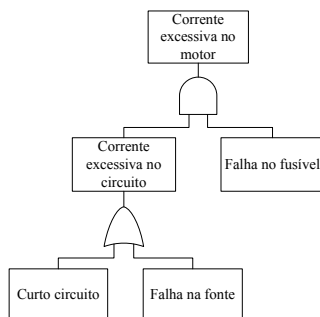 Corrente
excessiva no
motor
Corrente
excessiva no
circuito
Falha no fusível
Curto circuito
Falha na fonte